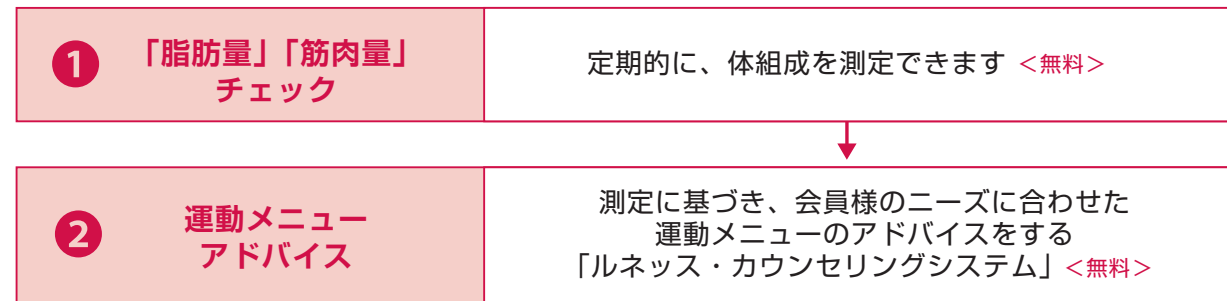 ❶ 「脂肪量」「筋肉量」
チェック
定期的に、体組成を測定できます <無料>
❷ 運動メニュー
アドバイス
測定に基づき、会員様のニーズに合わせた
運動メニューのアドバイスをする
「ルネッス・カウンセリングシステム」<無料>